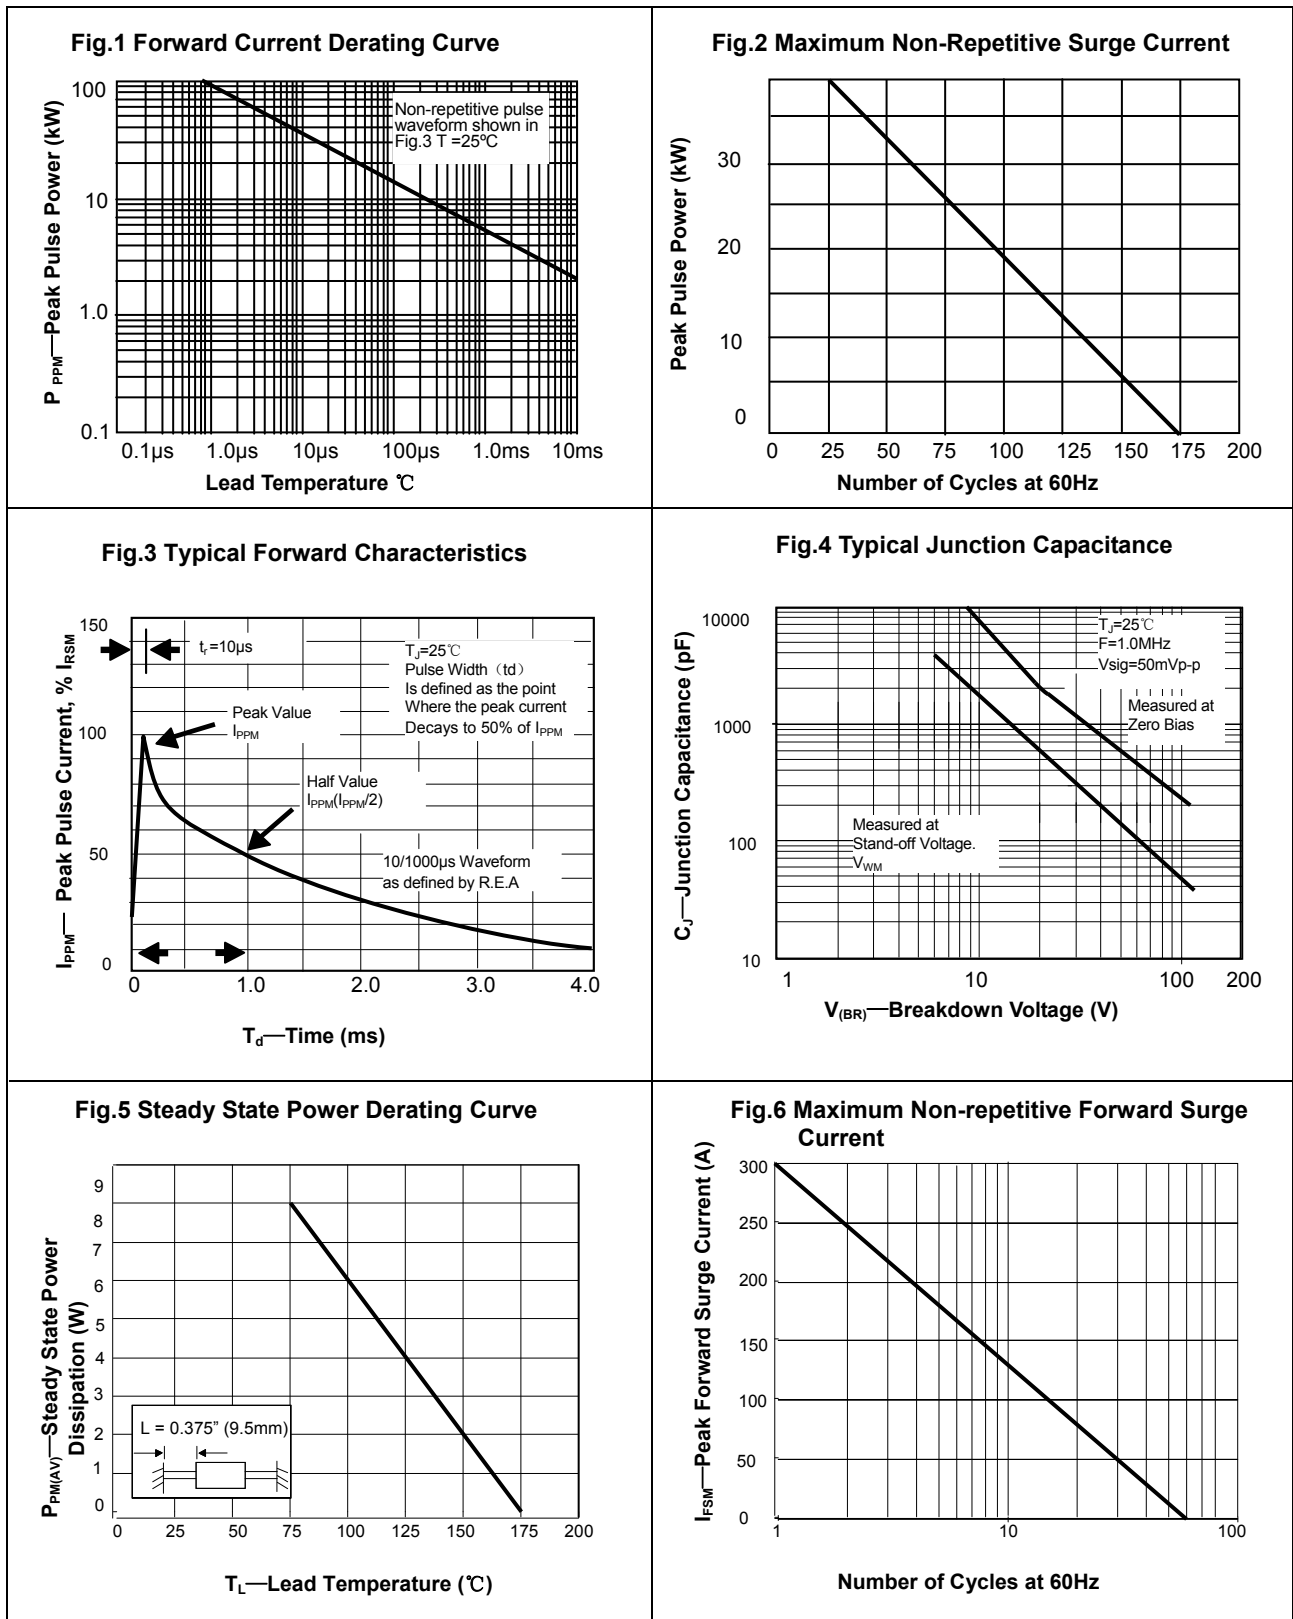 Fig.1 Forward Current Derating Curve
P PPM—Peak Pulse Power (kW)
100
10
1.0
0.1
Non-repetitive pulse
waveform shown in
Fig.3 T =25ºC
0.1µs 1.0µs 10µs 100µs 1.0ms 10ms
Lead Temperature ℃
Fig.2 Maximum Non-Repetitive Surge Current
Peak Pulse Power (kW)
30
20
10
0
0 25 50 75 100 125 150 175 200
Number of Cycles at 60Hz
Fig.3 Typical Forward Characteristics
IPPM— Peak Pulse Current, % IRSM
150
100
50
0
tr =10µs
TJ=25℃
Pulse Width（td）
Is defined as the point
Where the peak current
Decays to 50% of IPPM
Peak Value
IPPM
Half Value
IPPM(IPPM/2)
10/1000µs Waveform
as defined by R.E.A
0 1.0 2.0 3.0 4.0
Td—Time (ms)
Fig.4 Typical Junction Capacitance
CJ—Junction Capacitance (pF)
10000
1000
100
10
TJ=25℃
F=1.0MHz
Vsig=50mVp-p
Measured at
Zero Bias
Measured at
Stand-off Voltage.
VWM
1 10 100 200
V(BR)—Breakdown Voltage (V)
Fig.5 Steady State Power Derating Curve
PPM(AV)—Steady State Power
Dissipation (W)
9
8
7
6
5
4
3
2
1
0
L = 0.375” (9.5mm)
0 25 50 75 100 125 150 175 200
TL—Lead Temperature (℃)
Fig.6 Maximum Non-repetitive Forward Surge
Current
IFSM—Peak Forward Surge Current (A)
300
250
200
150
100
50
0
1 10 100
Number of Cycles at 60Hz